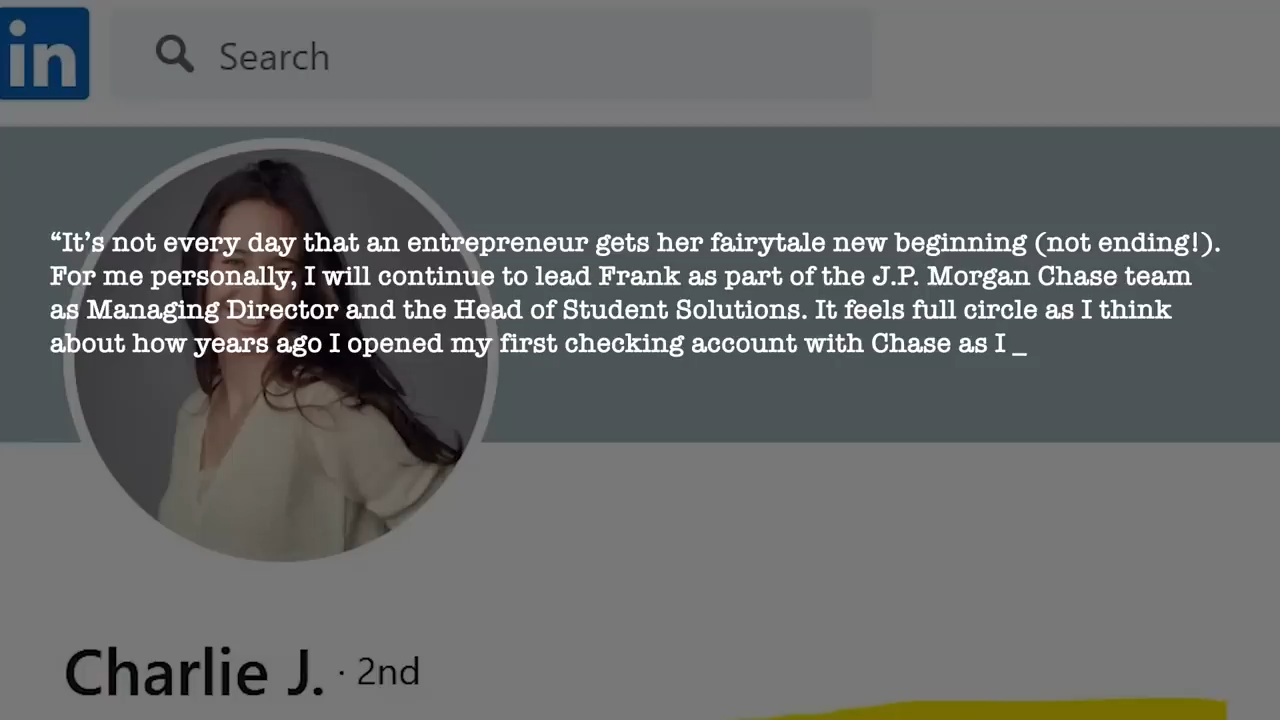 in
Search
“It’s not every day that an entrepreneur gets her fairytale new beginning (not ending!).
For me personally, I will continue to lead Frank as part of the J.P. Morgan Chase team
as Managing Director and the Head of Student Solutions. It feels full circle as I think
about how years ago I opened my first checking account with Chase as I _
Charlie J. · 2nd